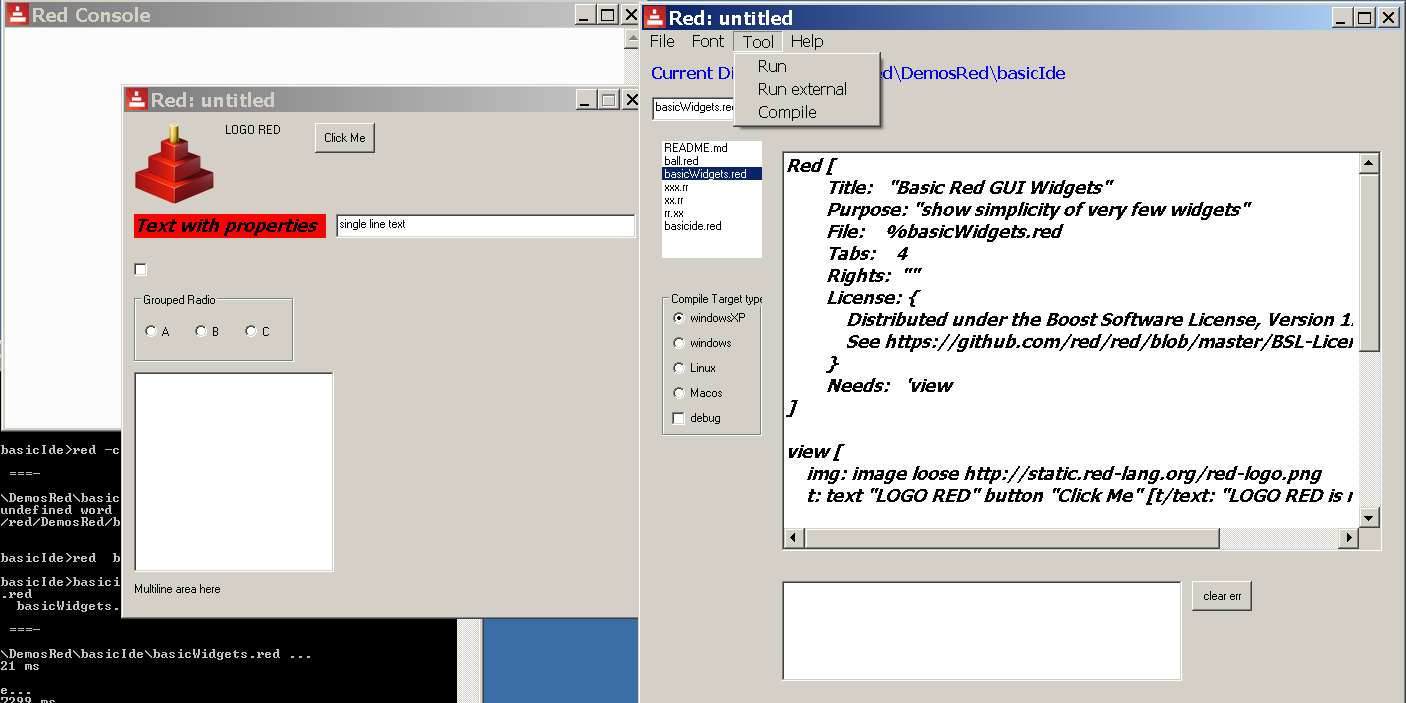 Red Console
Red: untitled
LOGO RED
Click Me
Text with properties
single line text
Grouped Radio
A
B
C
Multiline area here
basicIde>red -c
===-
\DemosRed\basic
undefined word
/red/DemosRed/b
basicIde>red b
basicIde>basici
.red
basicWidgets.
===-
\DemosRed\basicIde\basicWidgets.red ...
21 ms
e...
7299 ms
Red: untitled
File Font Tool Help
Run
Run external
Compile
Current Di
d\DemosRed\basicIde
basicWidgets.re
README.md
ball.red
basicWidgets.red
xxx.rr
xx.rr
rr.xx
basicide.red
Compile Target type
windowsXP
windows
Linux
Macos
debug
Red [
Title: "Basic Red GUI Widgets"
Purpose: "show simplicity of very few widgets"
File: %basicWidgets.red
Tabs: 4
Rights: ""
License: {
Distributed under the Boost Software License, Version 1.
See https://github.com/red/red/blob/master/BSL-Licen
}
Needs: 'view
]
view [
img: image loose http://static.red-lang.org/red-logo.png
t: text "LOGO RED" button "Click Me" [t/text: "LOGO RED is
clear err